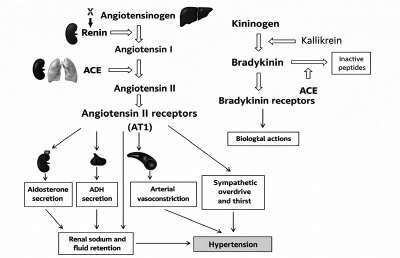 X
Angiotensinogen
Renin
Angiotensin I
ACE
Angiotensin II
Angiotensin II receptors
(AT1)
Aldosterone
secretion
ADH
secretion
Arterial
vasoconstriction
Sympathetic
overdrive
and thirst
Renal sodum and
fluid retention
Hypertension
Kininogen
Kallikrein
Bradykinin
Inactive
peptides
ACE
Bradykinin receptors
Biologtal actions